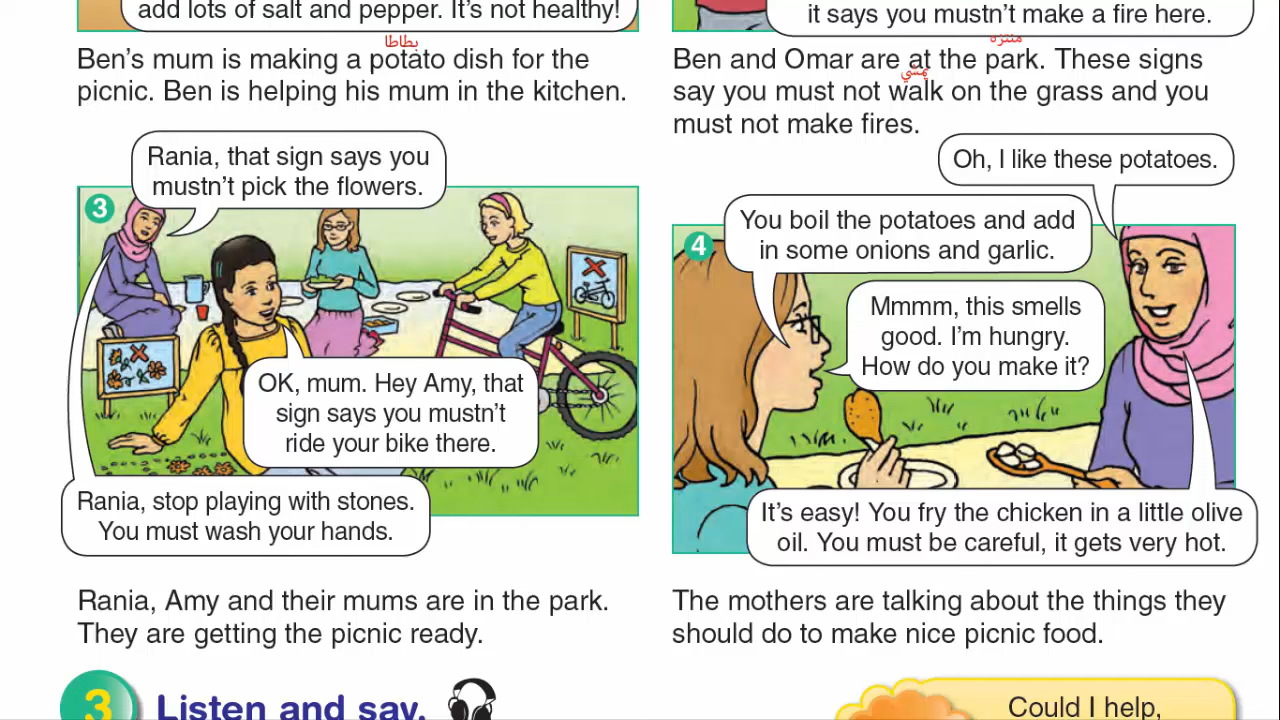 add lots of salt and pepper. It's not healthy!
it says you mustn't make a fire here.
بطاطا
Ben's mum is making a potato dish for the
picnic. Ben is helping his mum in the kitchen.
منتزه
Ben and Omar are at the park. These signs
يمشي
say you must not walk on the grass and you
must not make fires.
Rania, that sign says you
mustn't pick the flowers.
3
OK, mum. Hey Amy, that
sign says you mustn't
ride your bike there.
Rania, stop playing with stones.
You must wash your hands.
Oh, I like these potatoes.
4
You boil the potatoes and add
in some onions and garlic.
Mmmm, this smells
good. I'm hungry.
How do you make it?
It's easy! You fry the chicken in a little olive
oil. You must be careful, it gets very hot.
Rania, Amy and their mums are in the park.
They are getting the picnic ready.
The mothers are talking about the things they
should do to make nice picnic food.
3 Listen and say.
Could I help,